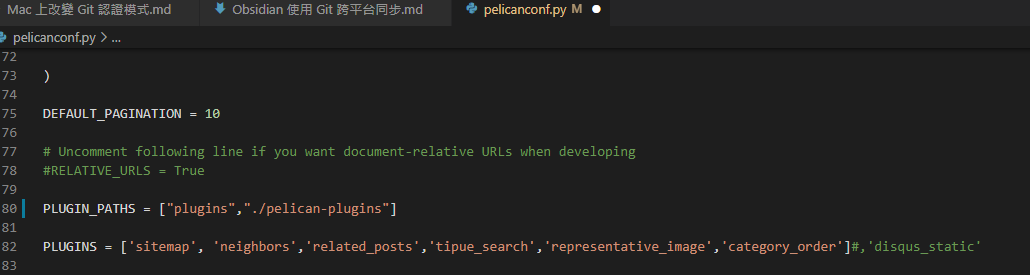 Mac 上改變 Git 認證模式.md
Obsidian 使用 Git 跨平台同步.md
pelicanconf.py M
pelicanconf.py > ...
72
73 )
74
75 DEFAULT_PAGINATION = 10
76
77 # Uncomment following line if you want document-relative URLs when developing
78 #RELATIVE_URLS = True
79
80 PLUGIN_PATHS = ["plugins","./pelican-plugins"]
81
82 PLUGINS = ['sitemap', 'neighbors','related_posts','tipue_search','representative_image','category_order']#,'disqus_static'
83